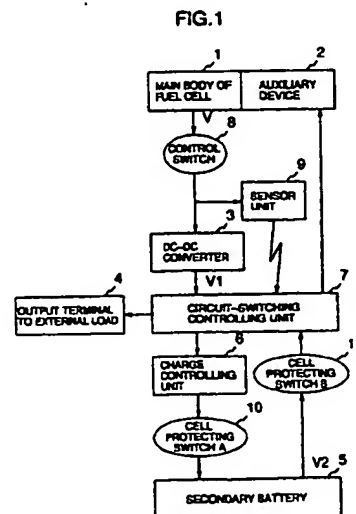 FIG.1
1
2
MAIN BODY OF
FUEL CELL
AUXILIARY
DEVICE
V
8
CONTROL
SWITCH
9
SENSOR
UNIT
3
DC-DC
CONVERTER
4
V1
7
OUTPUT TERMINAL
TO EXTERNAL LOAD
CIRCUIT-SWITCHING
CONTROLLING UNIT
6
CHARGE
CONTROLLING
UNIT
1
CELL
PROTECTING
SWITCH B
10
CELL
PROTECTING
SWITCH A
V2
5
SECONDARY BATTERY